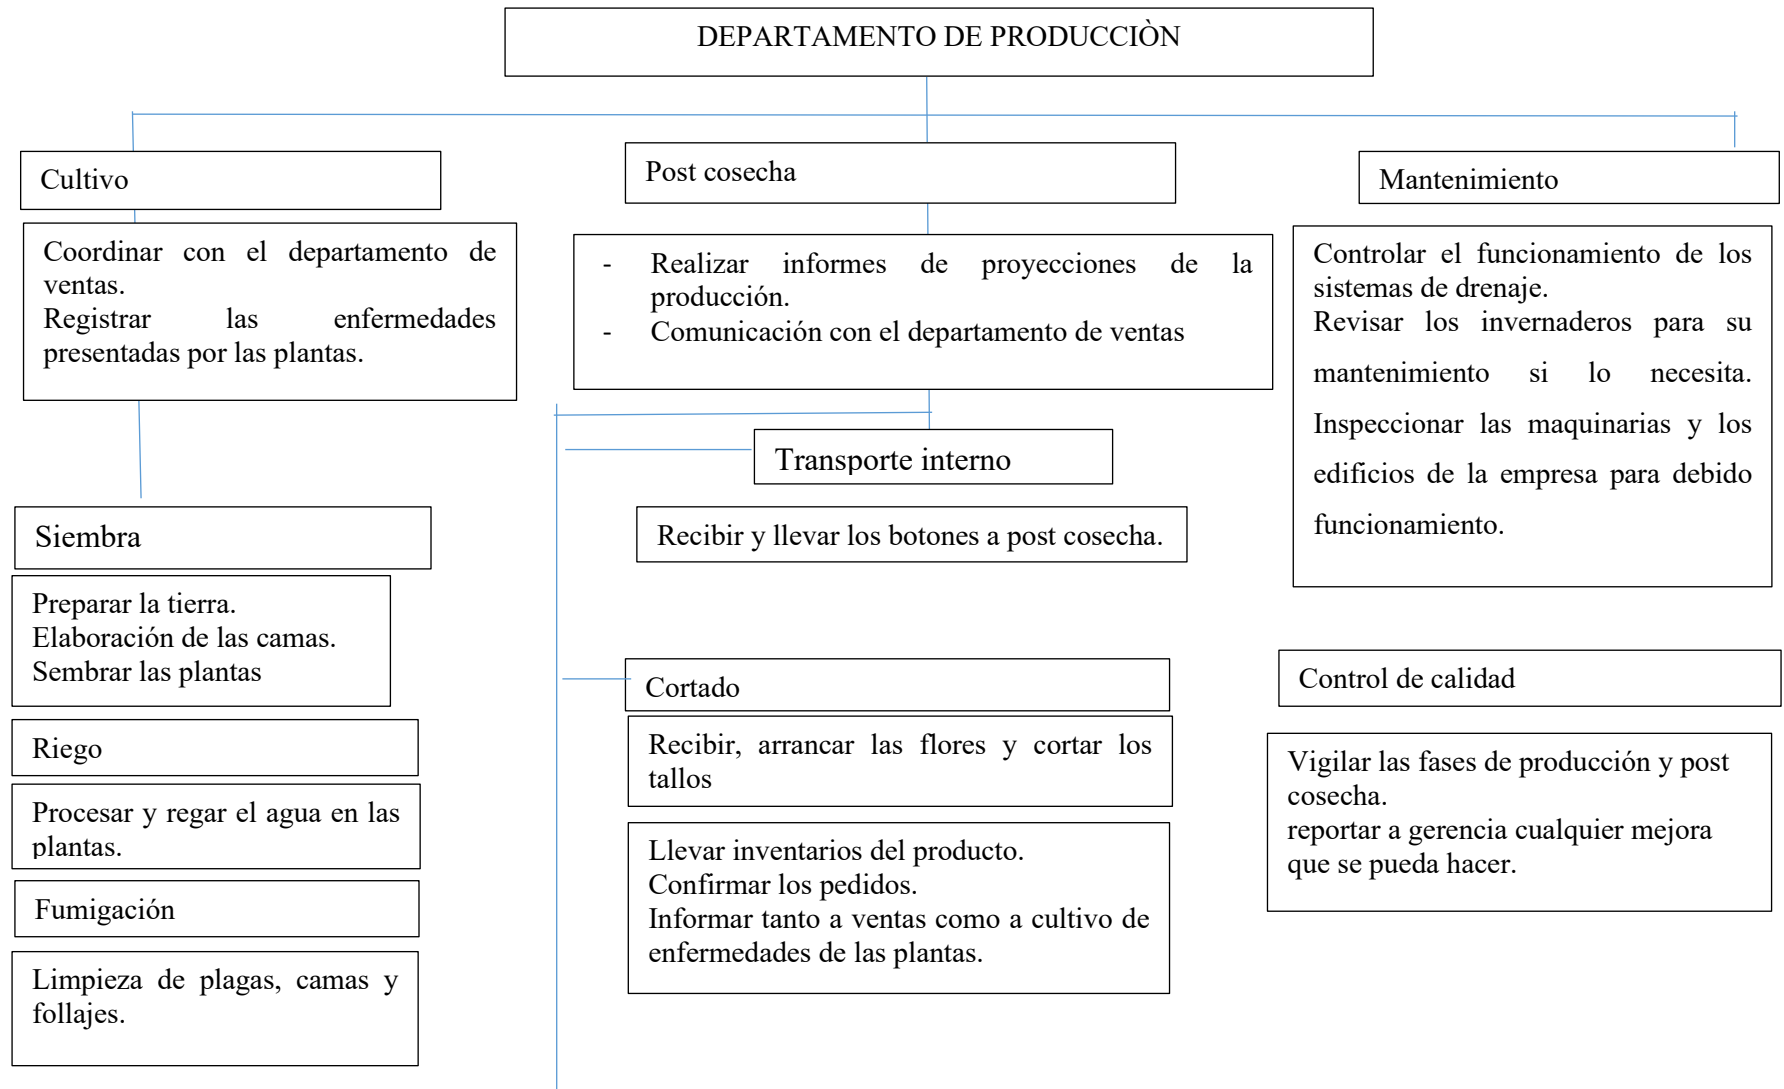 DEPARTAMENTO DE PRODUCCIÒN
Cultivo
Coordinar con el departamento de
ventas.
Registrar las enfermedades
presentadas por las plantas.
Siembra
Preparar la tierra.
Elaboración de las camas.
Sembrar las plantas
Riego
Procesar y regar el agua en las
plantas.
Fumigación
Limpieza de plagas, camas y
follajes.
Post cosecha
- Realizar informes de proyecciones de la
producción.
- Comunicación con el departamento de ventas
Transporte interno
Recibir y llevar los botones a post cosecha.
Cortado
Recibir, arrancar las flores y cortar los
tallos
Llevar inventarios del producto.
Confirmar los pedidos.
Informar tanto a ventas como a cultivo de
enfermedades de las plantas.
Mantenimiento
Controlar el funcionamiento de los
sistemas de drenaje.
Revisar los invernaderos para su
mantenimiento si lo necesita.
Inspeccionar las maquinarias y los
edificios de la empresa para debido
funcionamiento.
Control de calidad
Vigilar las fases de producción y post
cosecha.
reportar a gerencia cualquier mejora
que se pueda hacer.